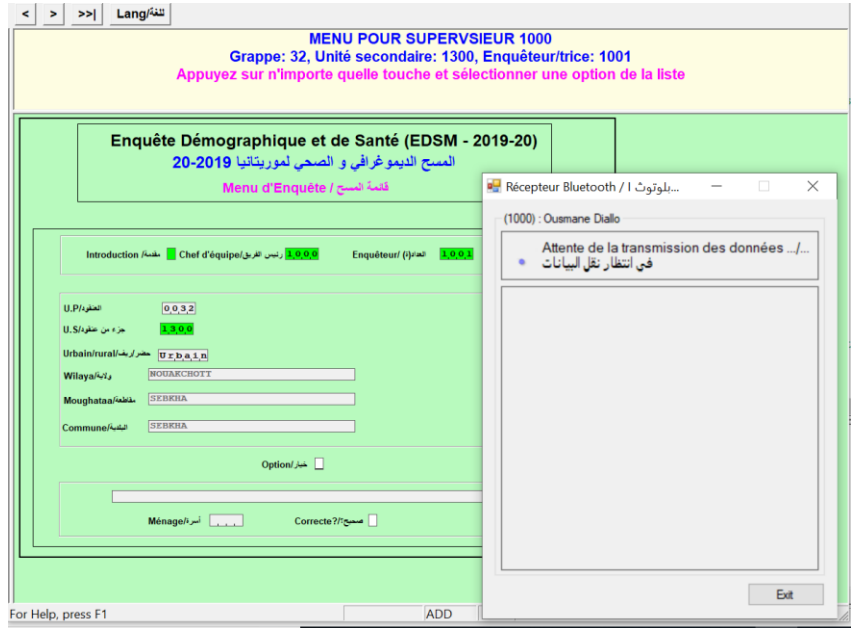 < > >>| Lang/للغة
MENU POUR SUPERVSIEUR 1000
Grappe: 32, Unité secondaire: 1300, Enquêteur/trice: 1001
Appuyez sur n'importe quelle touche et sélectionner une option de la liste
Enquête Démographique et de Santé (EDSM - 2019-20)
المسح الديموغرافي و الصحي لموريتانيا 2019-20
Menu d'Enquête / قائمة المسح
Introduction /مقدمة Chef d'équipe/رئيس الفريق 1000 Enquêteur/ 1001
U.P/العنقود 0032
U.S/جزء من عنقود 1300
Urbain/rural/حضر/ريف Urbain
Wilaya/ولاية NOUAKCHOTT
Moughataa/مقاطعة SEBKHA
Commune/البلدية SEBKHA
Option/خيار
Ménage/أسرة Correcte?/صحيح؟
For Help, press F1 ADD
Récepteur Bluetooth / ا بلوتوث...
(1000) : Ousmane Diallo
Attente de la transmission des données .../...
في انتظار نقل البيانات
Exit